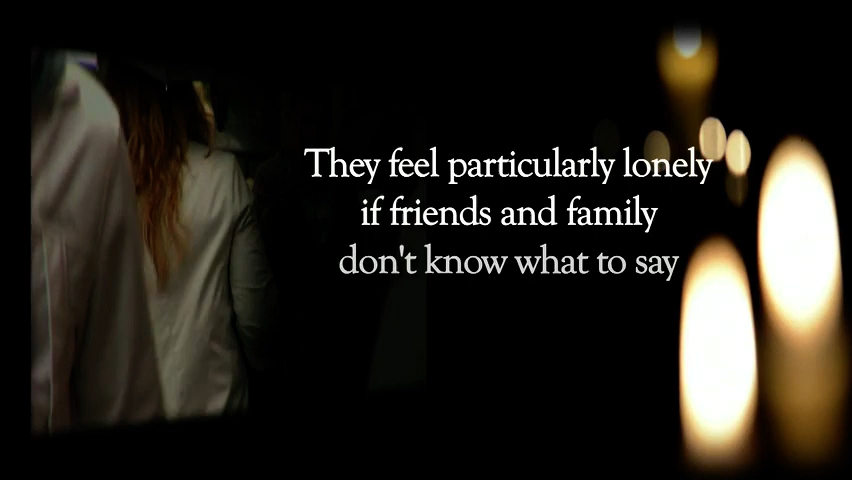 They feel particularly lonely
if friends and family
don't know what to say